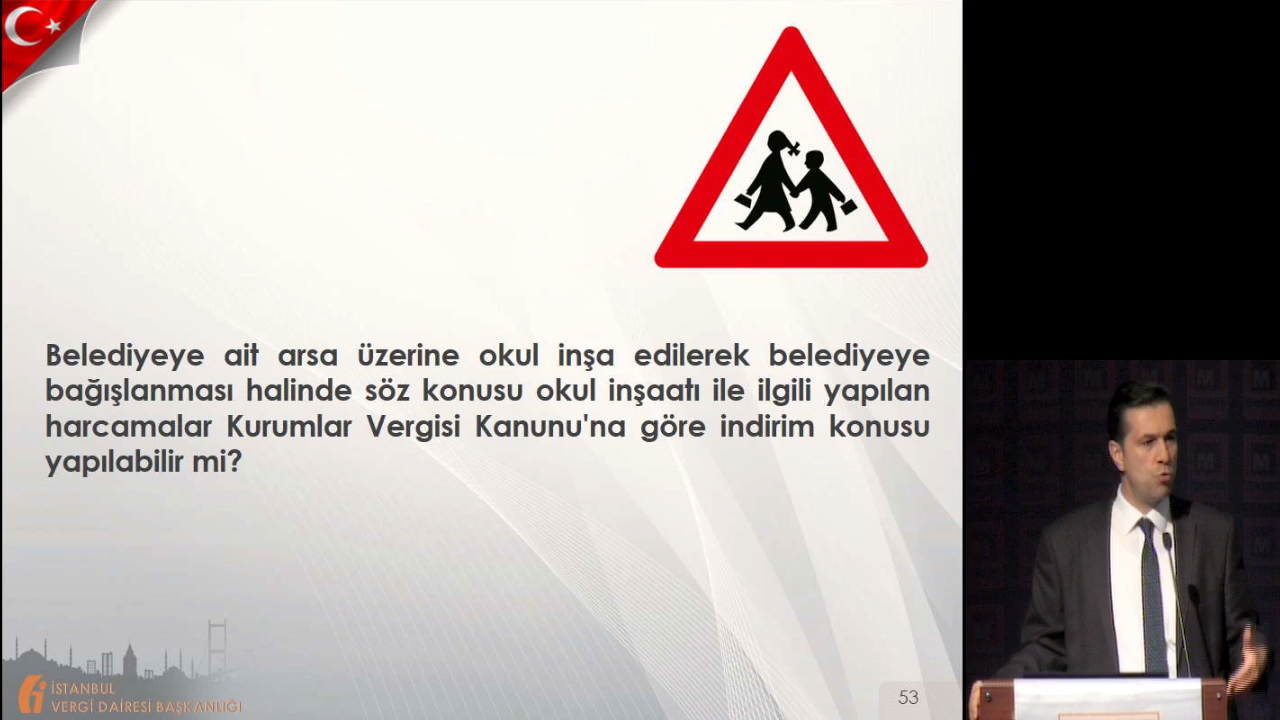 Belediyeye ait arsa üzerine okul inşa edilerek belediyeye
bağışlanması halinde söz konusu okul inşaatı ile ilgili yapılan
harcamalar Kurumlar Vergisi Kanunu'na göre indirim konusu
yapılabilir mi?
İSTANBUL
VERGİ DAİRESİ BAŞKANLIĞI
53